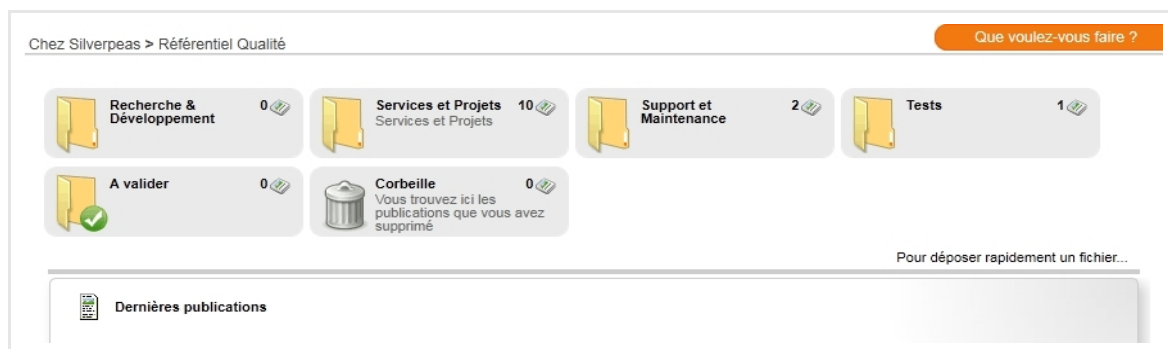 Chez Silverpeas > Référentiel Qualité
Que voulez-vous faire ?
Recherche & 0
Développement
Services et Projets 10
Services et Projets
Support et 2
Maintenance
Tests 1
A valider 0
Corbeille 0
Vous trouvez ici les
publications que vous avez
supprimé
Pour déposer rapidement un fichier...
Dernières publications